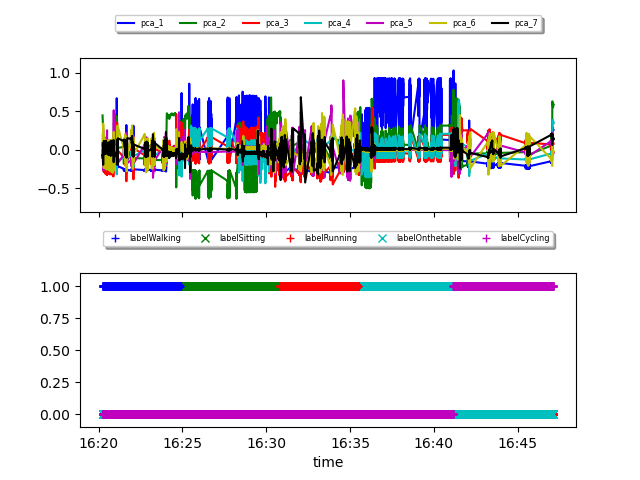 pca_1 pca_2 pca_3 pca_4 pca_5 pca_6 pca_7
1.0
0.5
0.0
−0.5
labelWalking labelSitting labelRunning labelOnthetable labelCycling
1.00
0.75
0.50
0.25
0.00
16:20 16:25 16:30 16:35 16:40 16:45
time